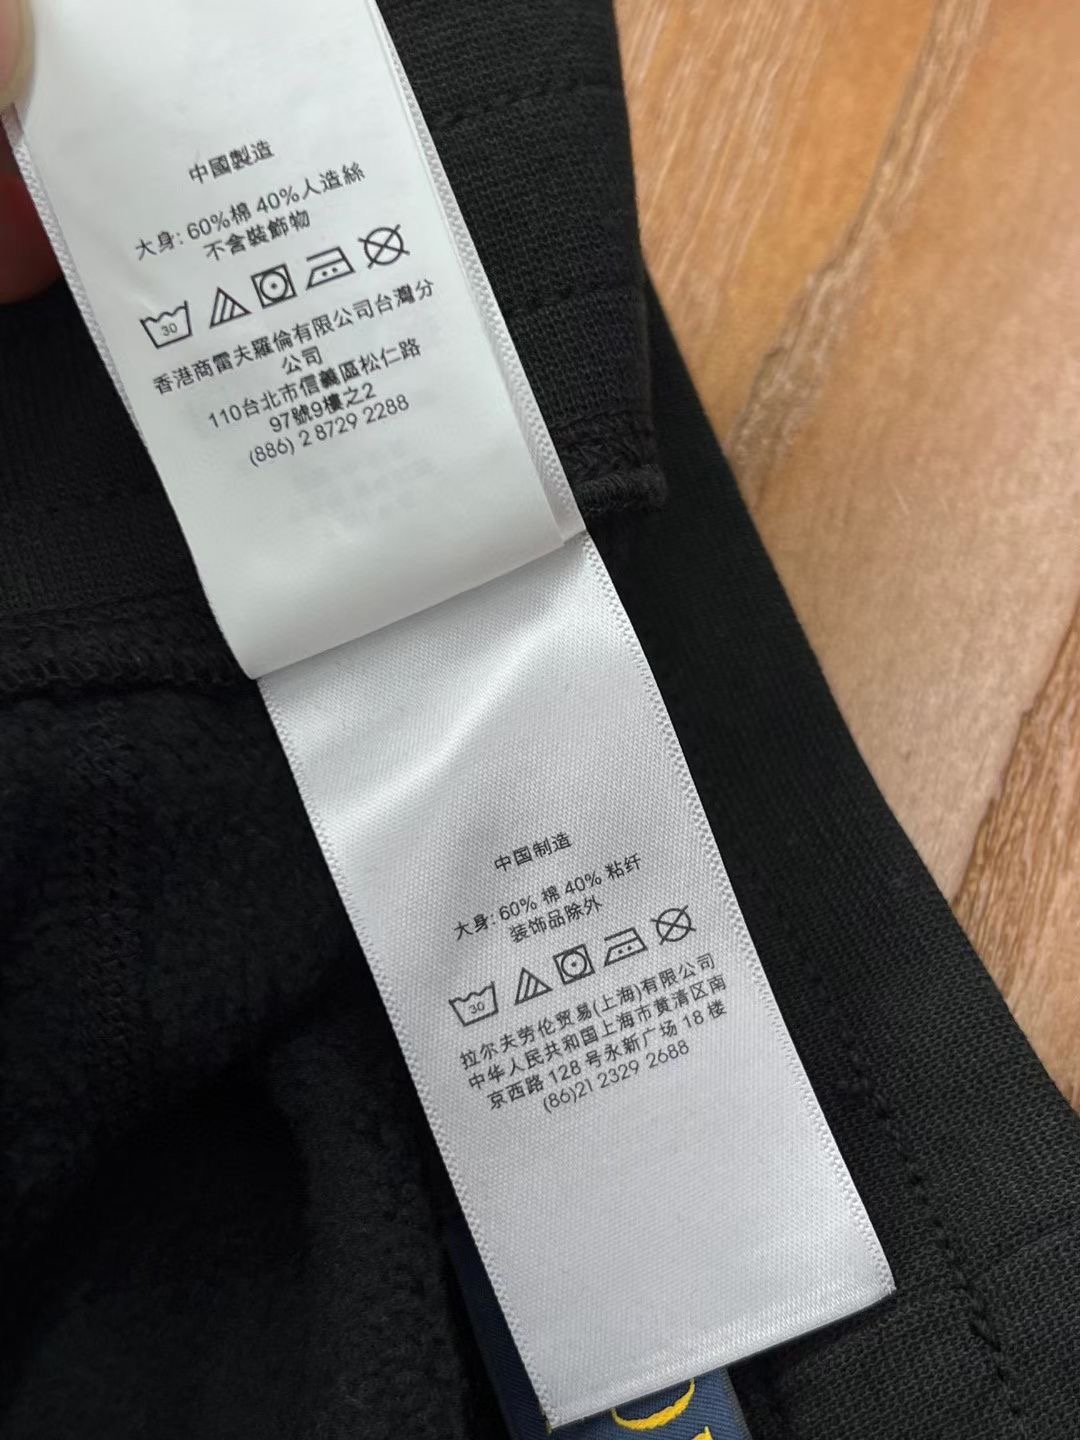 中國製造
大身: 60%棉 40%人造絲
不含裝飾物
30
香港商雷夫羅倫有限公司台灣分
公司
110台北市信義區松仁路
97號9樓之2
(886) 2 8729 2288
中国制造
大身: 60% 棉 40% 粘纤
装饰品除外
30
拉尔夫劳伦贸易(上海)有限公司
中华人民共和国上海市黄清区南
京西路 128 号永新广场 18 楼
(86)21 2329 2688